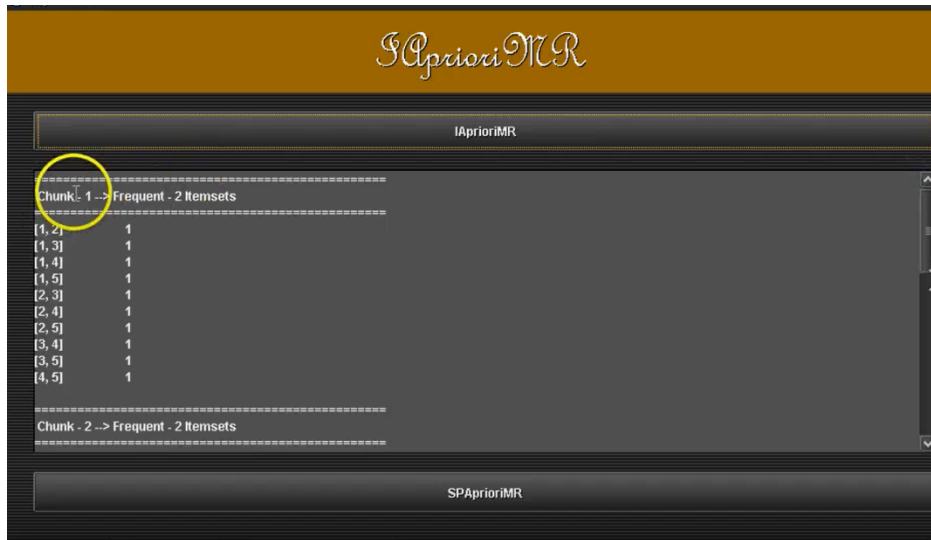 IAprioriMR
IAprioriMR
==================================================
Chunk - 1 --> Frequent - 2 Itemsets
==================================================
[1, 2] 1
[1, 3] 1
[1, 4] 1
[1, 5] 1
[2, 3] 1
[2, 4] 1
[2, 5] 1
[3, 4] 1
[3, 5] 1
[4, 5] 1
==================================================
Chunk - 2 --> Frequent - 2 Itemsets
==================================================
SPAprioriMR